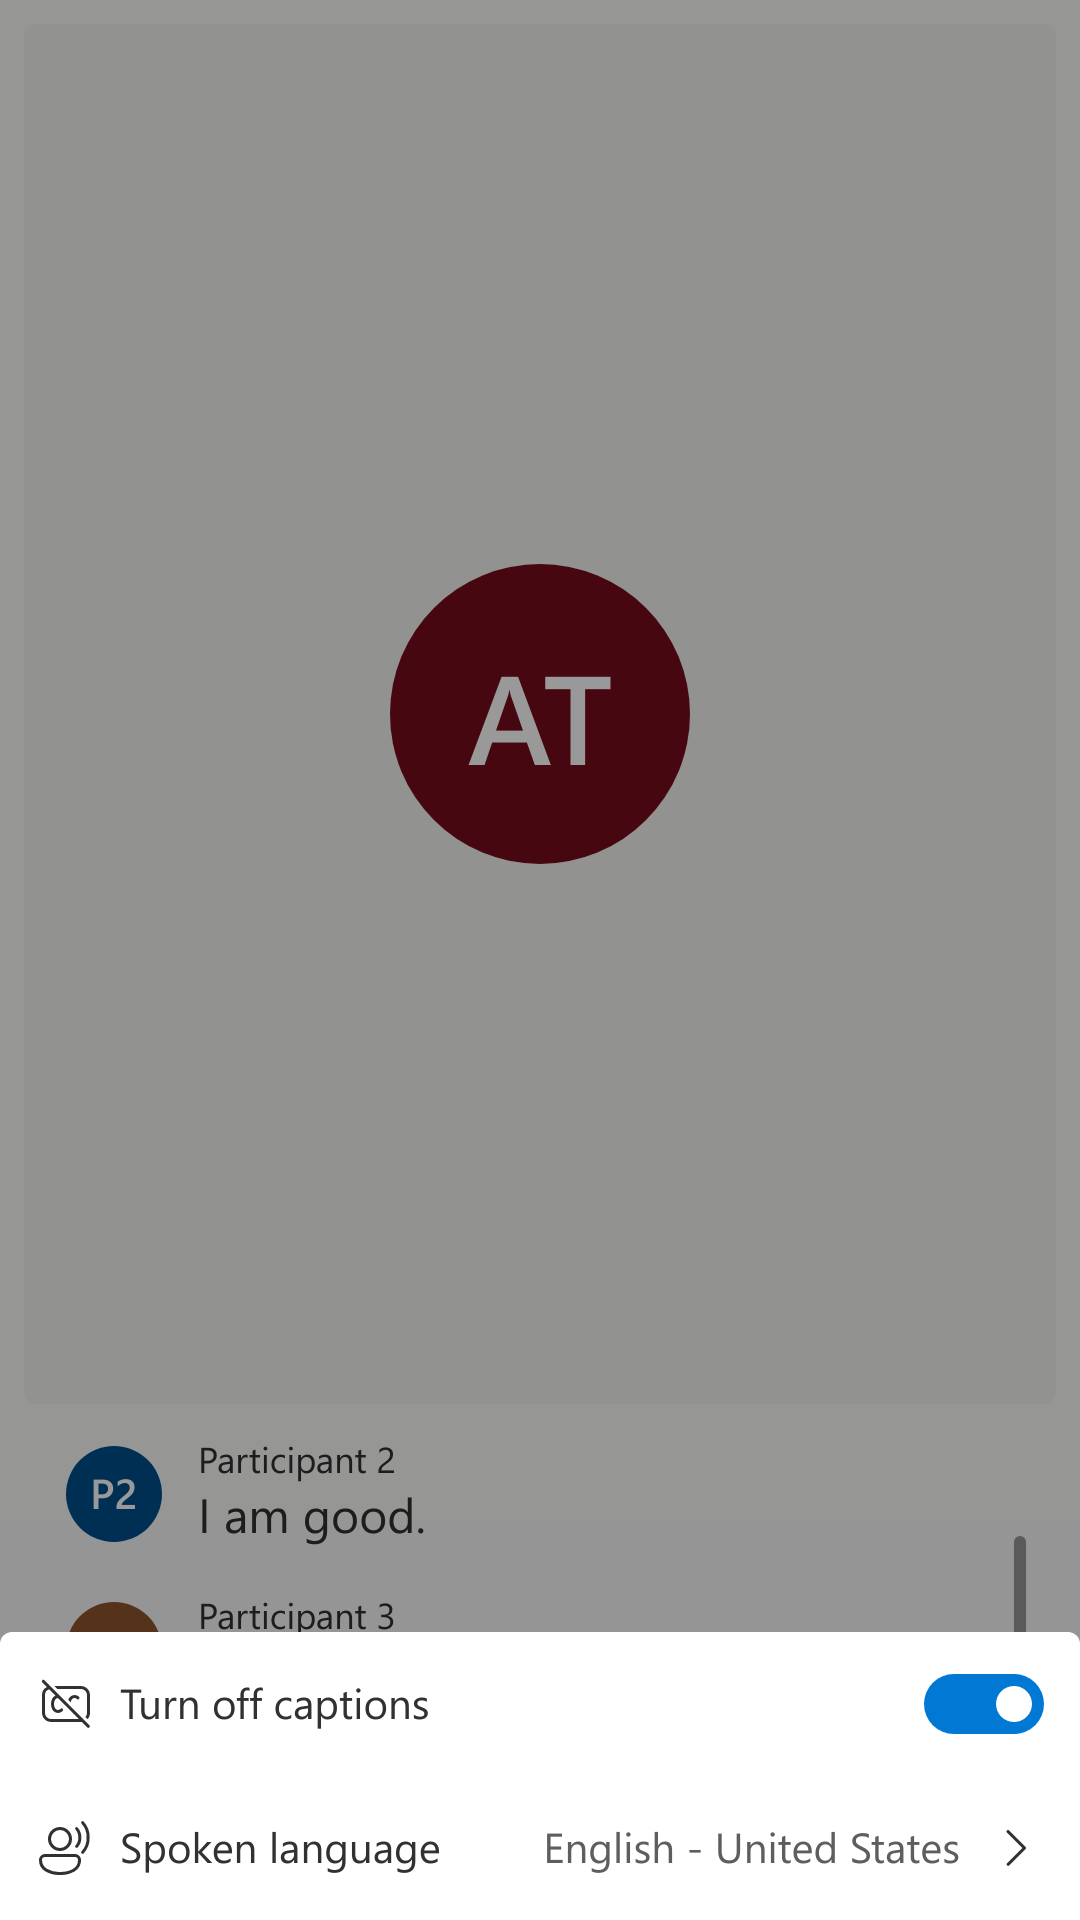 AT
P2
Participant 2
I am good.
Participant 3
Turn off captions
Spoken language
English - United States